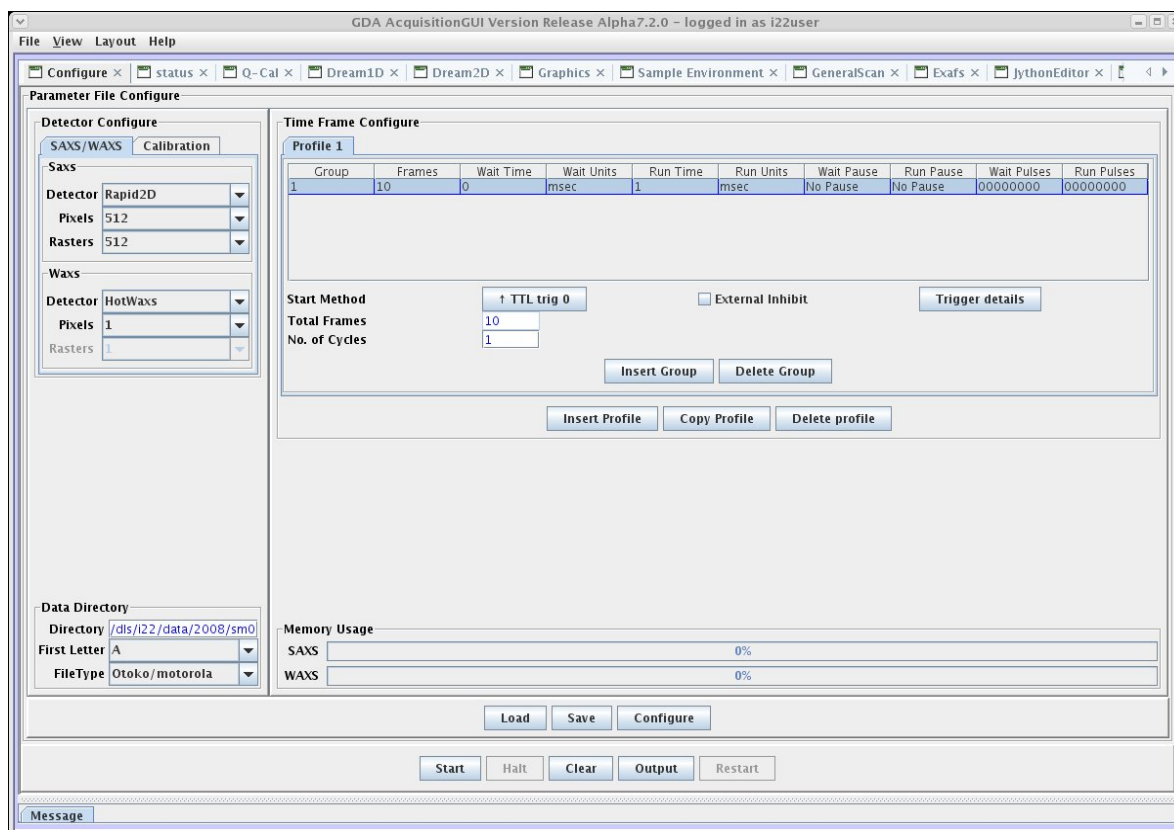 GDA AcquisitionGUI Version Release Alpha7.2.0 - logged in as i22user
File View Layout Help
Configure × status × Q-Cal × Dream1D × Dream2D × Graphics × Sample Environment × GeneralScan × Exafs × JythonEditor ×
Parameter File Configure
Detector Configure
SAXS/WAXS Calibration
Saxs
Detector Rapid2D
Pixels 512
Rasters 512
Waxs
Detector HotWaxs
Pixels 1
Rasters 1
Data Directory
Directory /dls/i22/data/2008/sm0
First Letter A
FileType Otoko/motorola
Time Frame Configure
Profile 1
Group Frames Wait Time Wait Units Run Time Run Units Wait Pause Run Pause Wait Pulses Run Pulses
1 10 0 msec 1 msec No Pause No Pause 00000000 00000000
Start Method ↑ TTL trig 0 External Inhibit Trigger details
Total Frames 10
No. of Cycles 1
Insert Group Delete Group
Insert Profile Copy Profile Delete profile
Memory Usage
SAXS 0%
WAXS 0%
Load Save Configure
Start Halt Clear Output Restart
Message